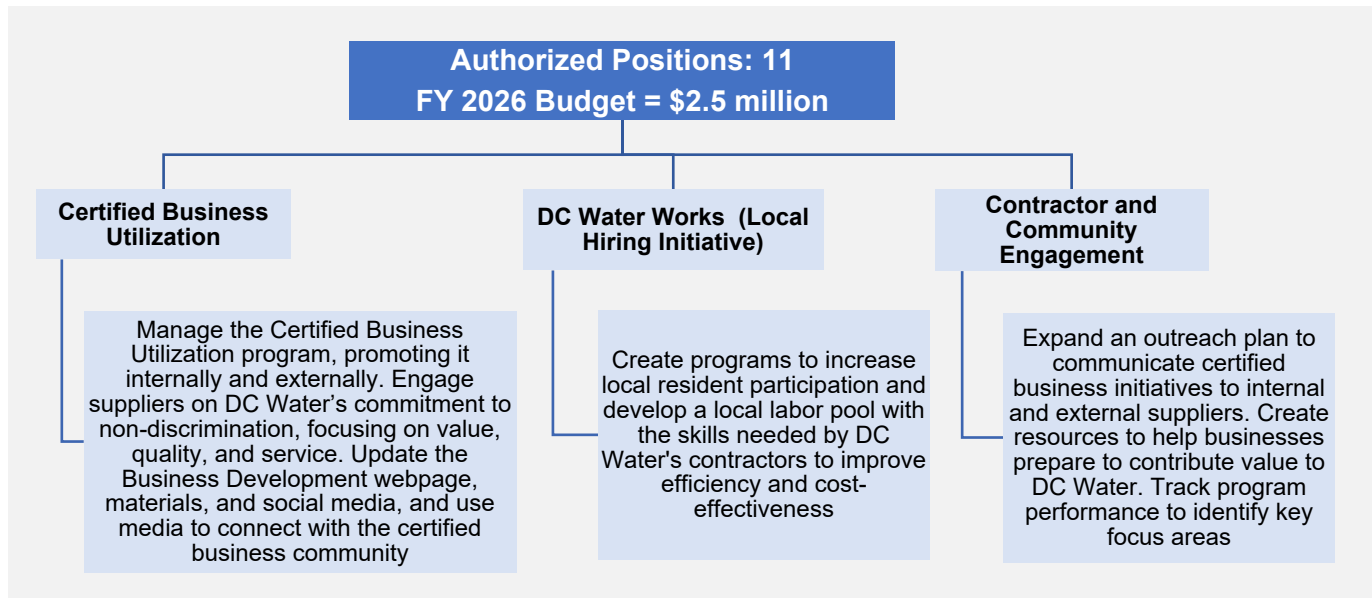 Authorized Positions: 11
FY 2026 Budget = $2.5 million
Certified Business
Utilization
Manage the Certified Business
Utilization program, promoting it
internally and externally. Engage
suppliers on DC Water’s commitment to
non-discrimination, focusing on value,
quality, and service. Update the
Business Development webpage,
materials, and social media, and use
media to connect with the certified
business community
DC Water Works  (Local
Hiring Initiative)
Create programs to increase
local resident participation and
develop a local labor pool with
the skills needed by DC
Water's contractors to improve
efficiency and cost-
effectiveness
Contractor and
Community
Engagement
Expand an outreach plan to
communicate certified
business initiatives to internal
and external suppliers. Create
resources to help businesses
prepare to contribute value to
DC Water. Track program
performance to identify key
focus areas